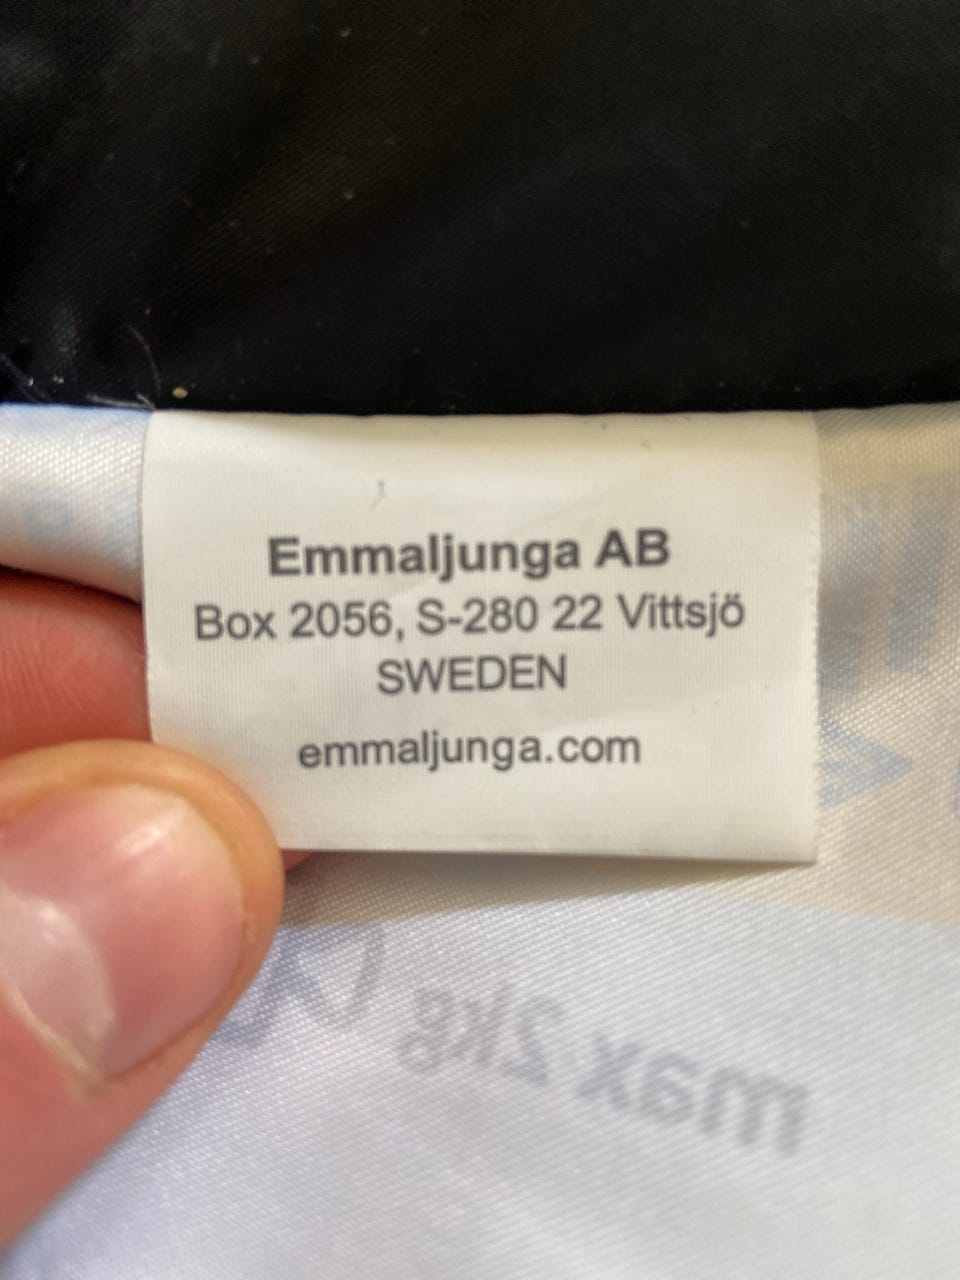 Emmaljunga AB
Box 2056, S-280 22 Vittsjö
SWEDEN
emmaljunga.com
max 2kg